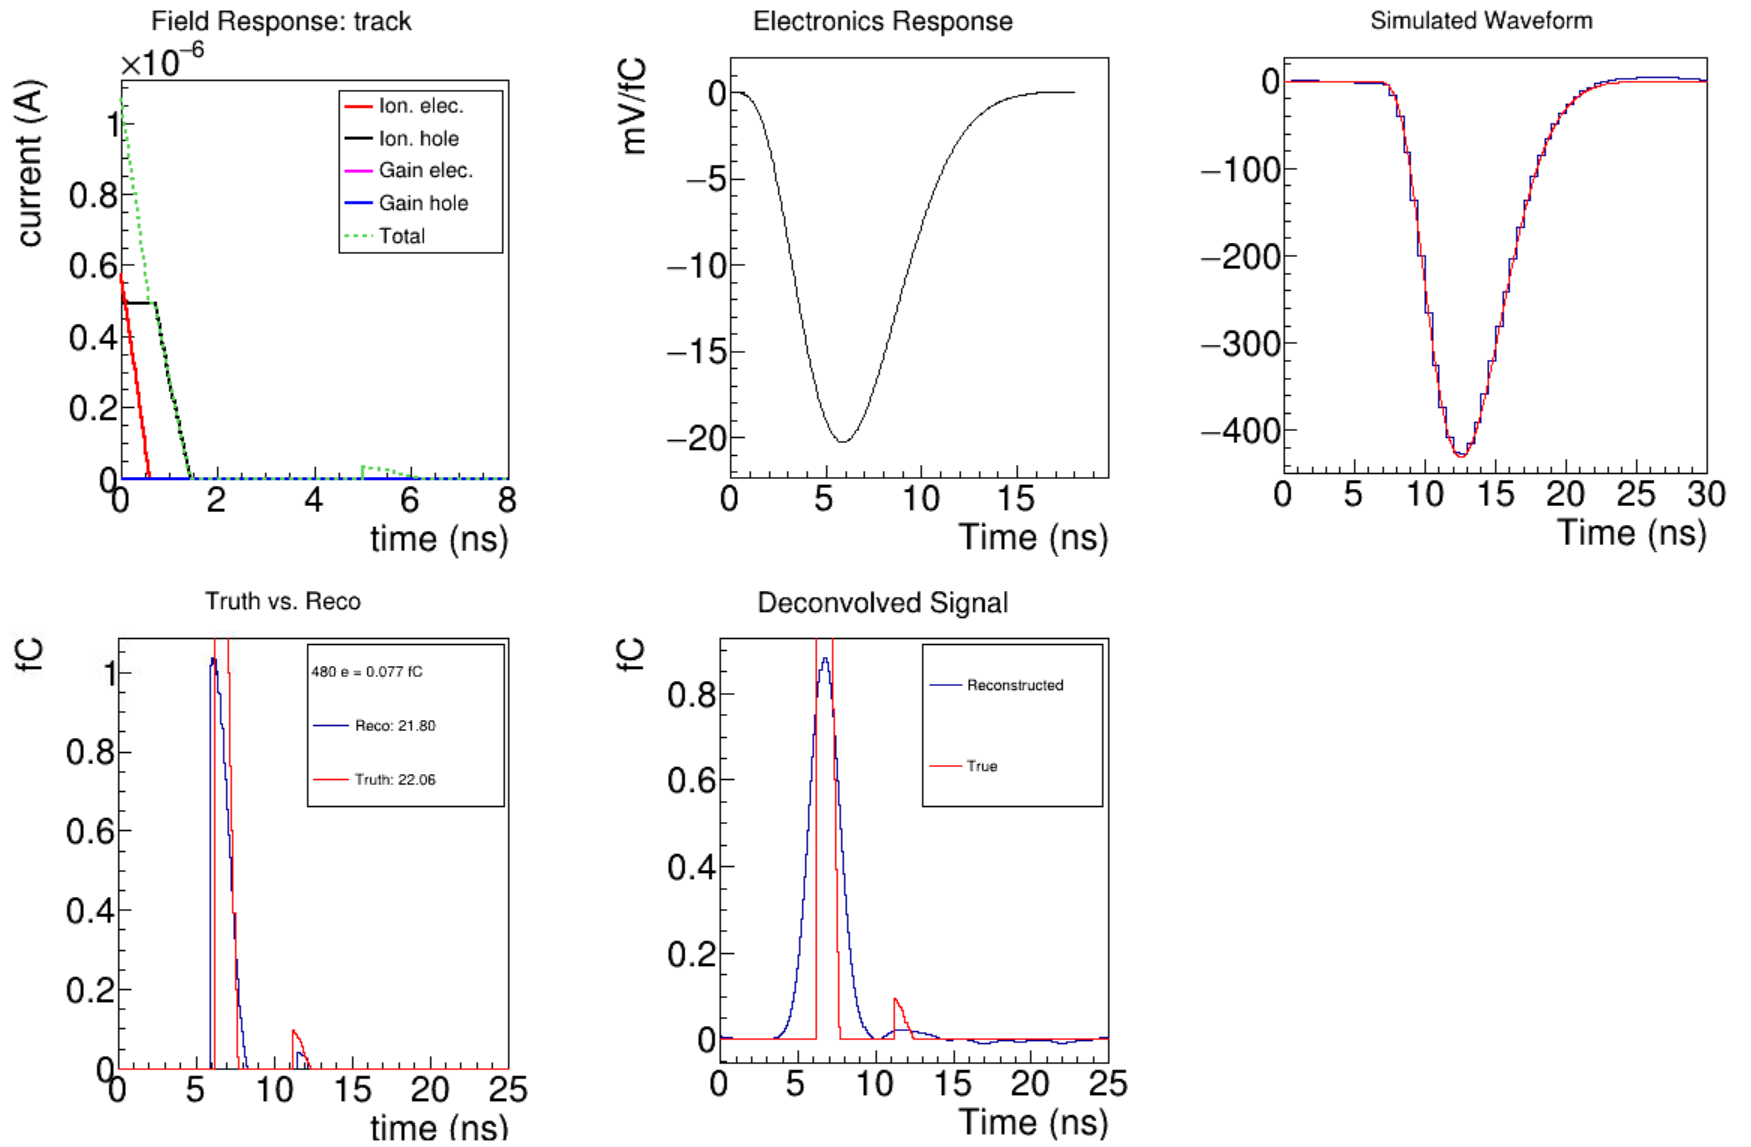 Field Response: track
×10⁻⁶
current (A)
1
0.8
0.6
0.4
0.2
0
0 2 4 6 8
time (ns)
Ion. elec.
Ion. hole
Gain elec.
Gain hole
Total
Electronics Response
mV/fC
0
−5
−10
−15
−20
0 5 10 15
Time (ns)
Simulated Waveform
0
−100
−200
−300
−400
0 5 10 15 20 25 30
Time (ns)
Truth vs. Reco
fC
1
0.8
0.6
0.4
0.2
0
0 5 10 15 20 25
time (ns)
480 e = 0.077 fC
Reco: 21.80
Truth: 22.06
Deconvolved Signal
fC
0.8
0.6
0.4
0.2
0
0 5 10 15 20 25
Time (ns)
Reconstructed
True